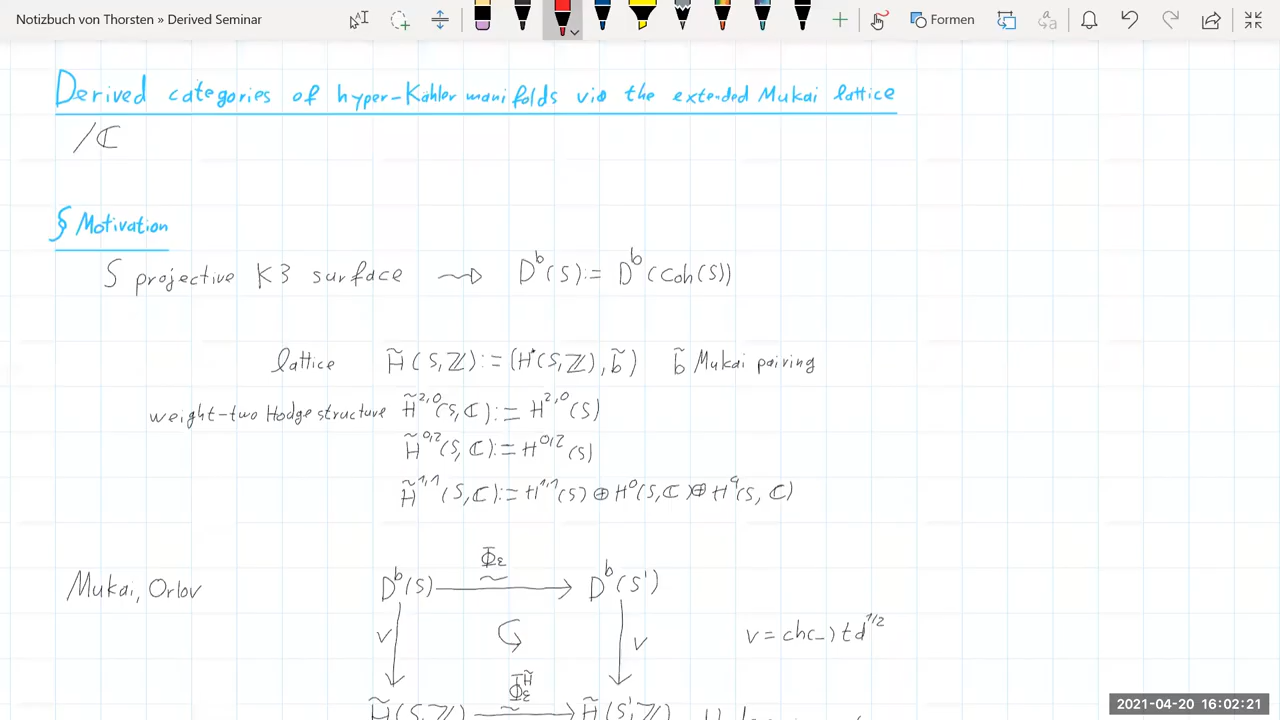 Notizbuch von Thorsten » Derived Seminar
Formen
Derived categories of hyper-Kähler manifolds via the extended Mukai lattice
/ℂ
§ Motivation
S projective K3 surface ⇝ D^b(S) := D^b(Coh(S))
lattice H̃(S,ℤ) := (H*(S,ℤ), b̃) b̃ Mukai pairing
weight-two Hodge structure H̃^{2,0}(S,ℂ) := H^{2,0}(S)
H̃^{0,2}(S,ℂ) := H^{0,2}(S)
H̃^{1,1}(S,ℂ) := H^{1,1}(S) ⊕ H^0(S,ℂ) ⊕ H^4(S,ℂ)
Φ_ε
Mukai, Orlov D^b(S) ⟶ D^b(S')
~
v v v = ch(_) td^{1/2}
Φ_ε^H̃
H̃(S,ℤ) ⟶ H̃(S',ℤ)
~
2021-04-20 16:02:21